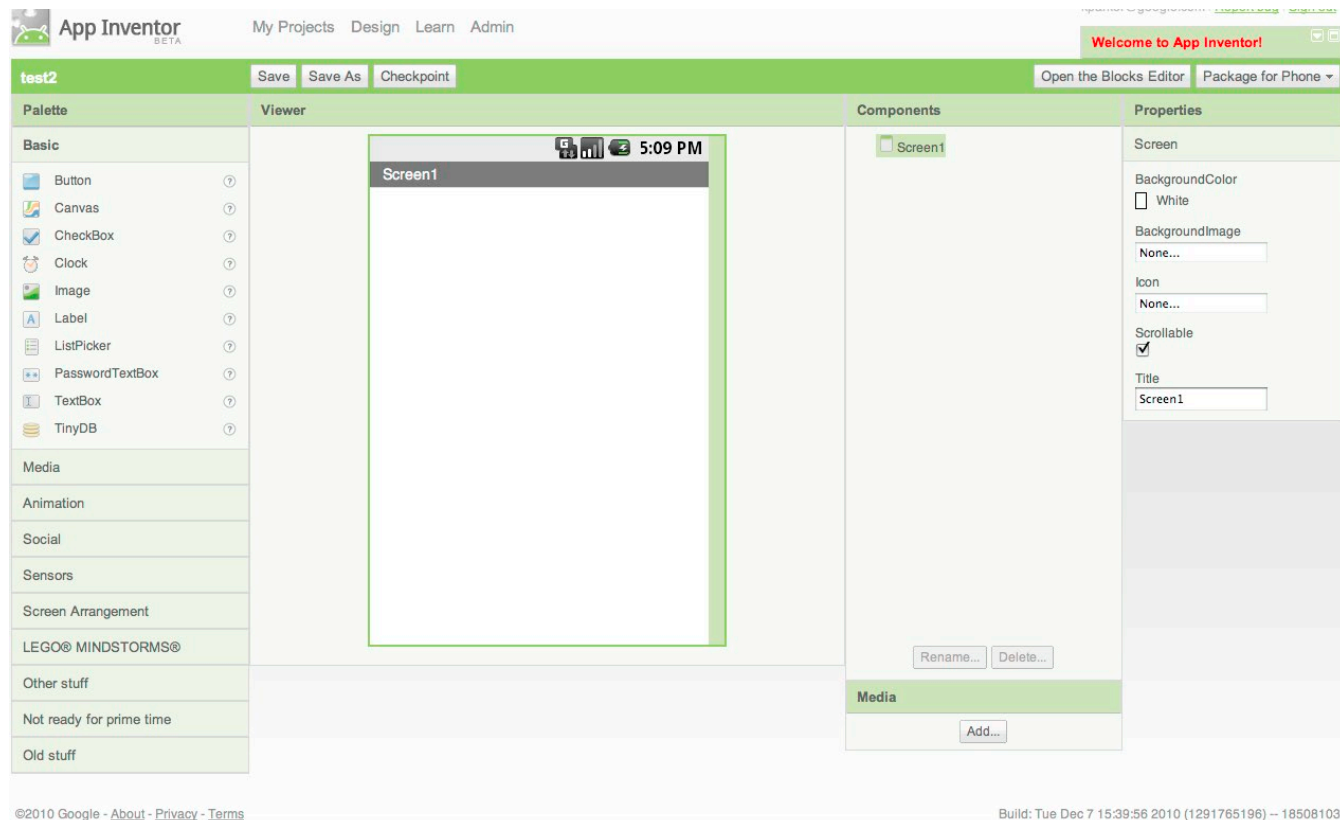 App Inventor
BETA
My Projects Design Learn Admin
Welcome to App Inventor!
test2
Save Save As Checkpoint
Open the Blocks Editor Package for Phone
Palette
Viewer
Components
Properties
Basic
Button ?
Canvas ?
CheckBox ?
Clock ?
Image ?
A Label ?
ListPicker ?
PasswordTextBox ?
TextBox ?
TinyDB ?
Media
Animation
Social
Sensors
Screen Arrangement
LEGO® MINDSTORMS®
Other stuff
Not ready for prime time
Old stuff
G 5:09 PM
Screen1
Screen1
Rename... Delete...
Media
Add...
Screen
BackgroundColor
White
BackgroundImage
None...
Icon
None...
Scrollable
Title
Screen1
©2010 Google - About - Privacy - Terms
Build: Tue Dec 7 15:39:56 2010 (1291765196) -- 18508103